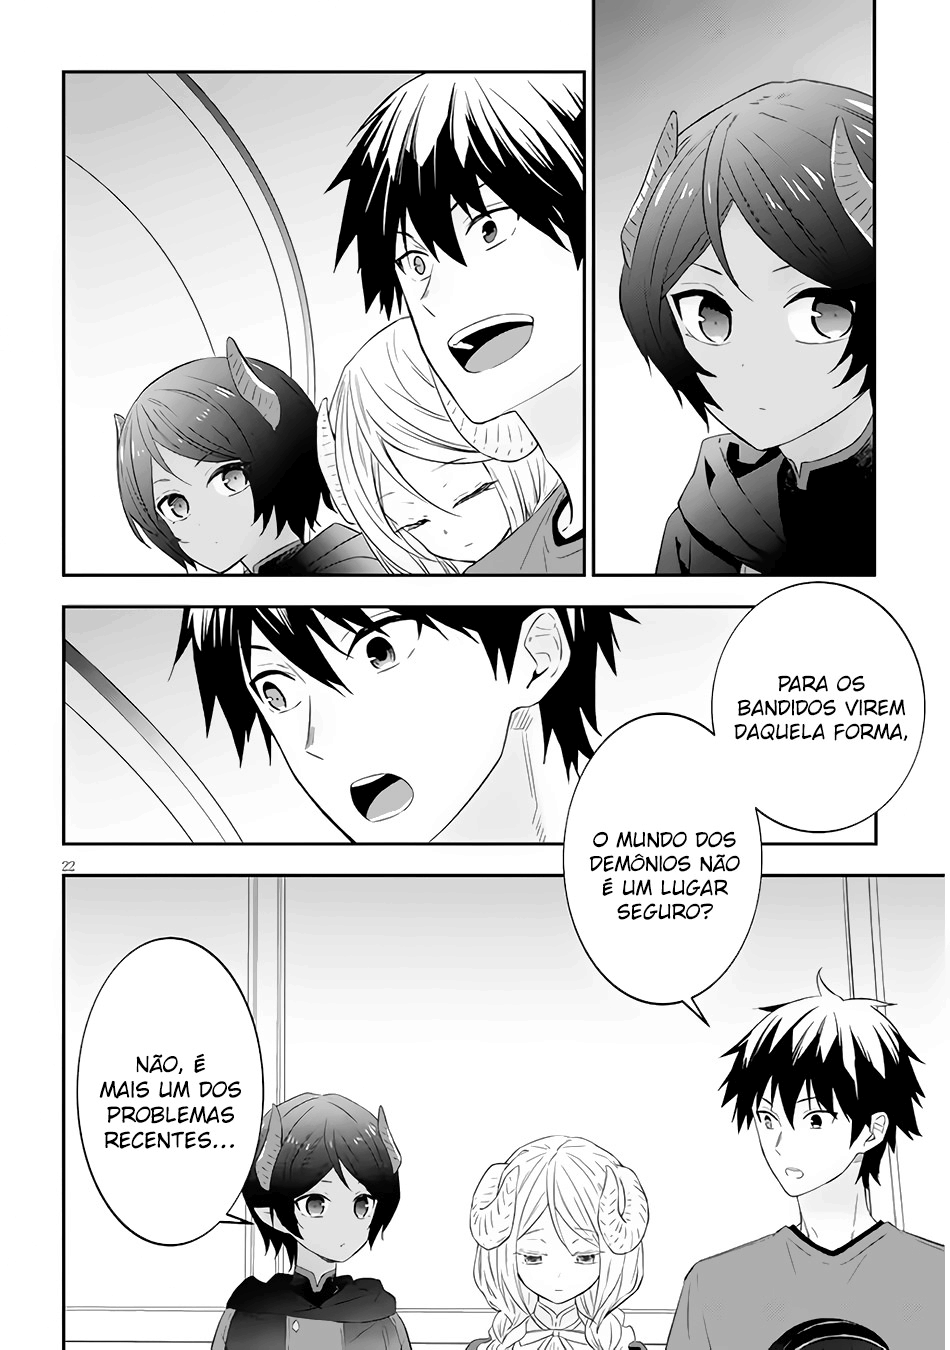 PARA OS
BANDIDOS VIREM
DAQUELA FORMA,
O MUNDO DOS
DEMÔNIOS NÃO
É UM LUGAR
SEGURO?
22
NÃO, É
MAIS UM DOS
PROBLEMAS
RECENTES...